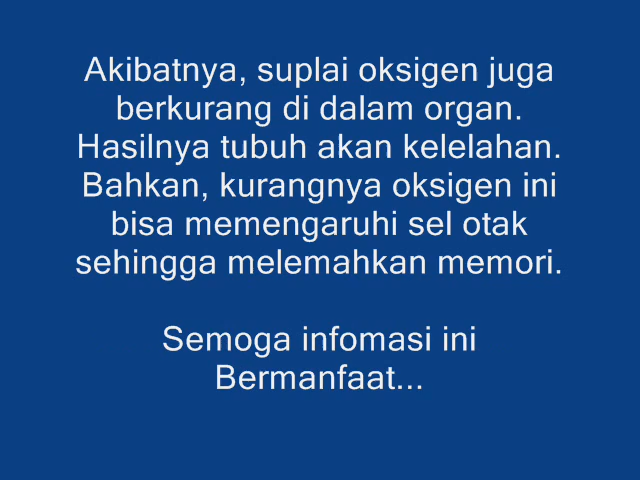 Akibatnya, suplai oksigen juga
berkurang di dalam organ.
Hasilnya tubuh akan kelelahan.
Bahkan, kurangnya oksigen ini
bisa memengaruhi sel otak
sehingga melemahkan memori.
Semoga infomasi ini
Bermanfaat...